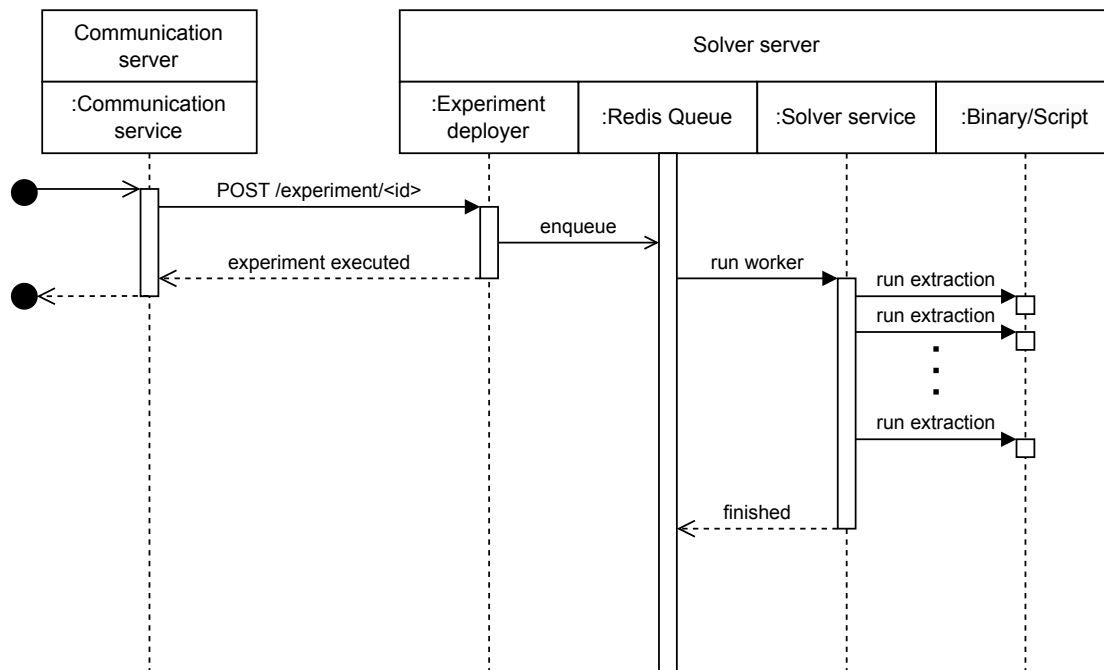 Communication
server
Solver server
:Communication
service
:Experiment
deployer
:Redis Queue
:Solver service
:Binary/Script
POST /experiment/<id>
enqueue
experiment executed
run worker
run extraction
run extraction
run extraction
finished